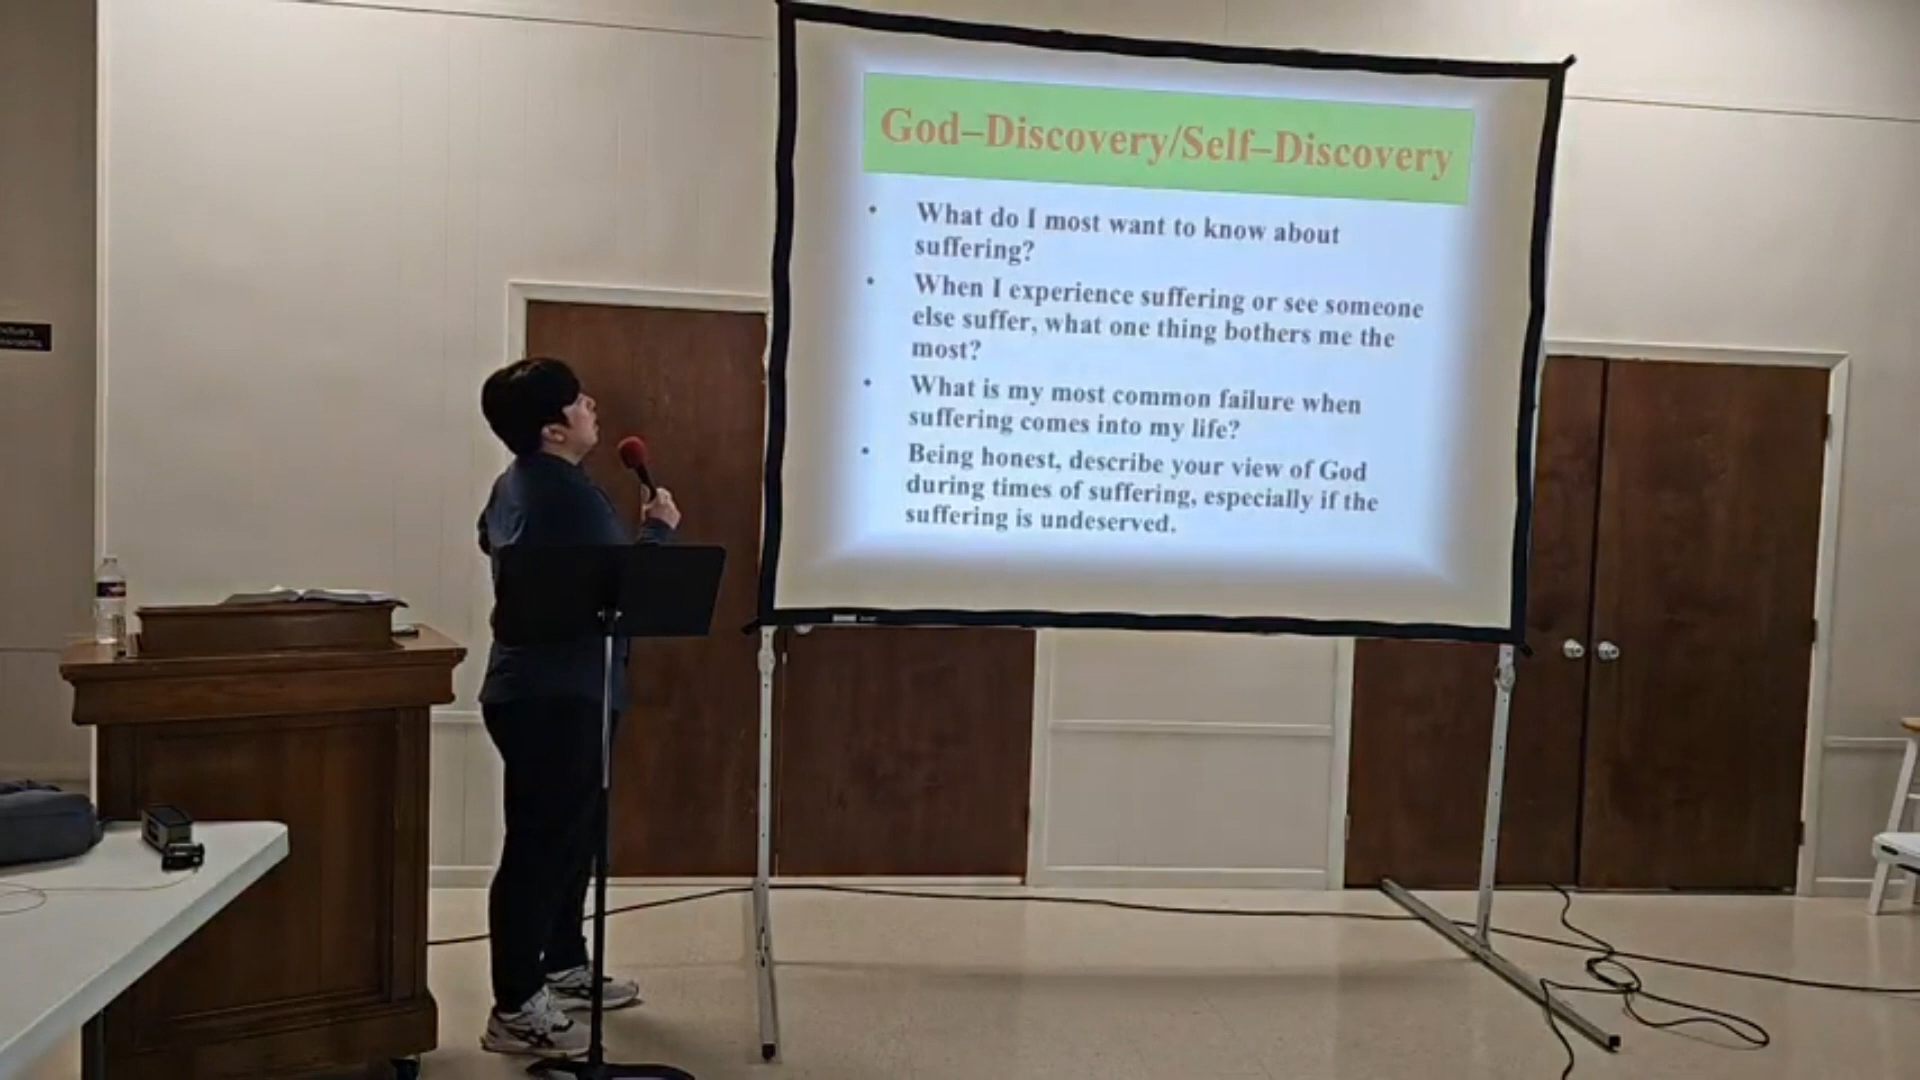 God–Discovery/Self–Discovery
• What do I most want to know about
suffering?
• When I experience suffering or see someone
else suffer, what one thing bothers me the
most?
• What is my most common failure when
suffering comes into my life?
• Being honest, describe your view of God
during times of suffering, especially if the
suffering is undeserved.